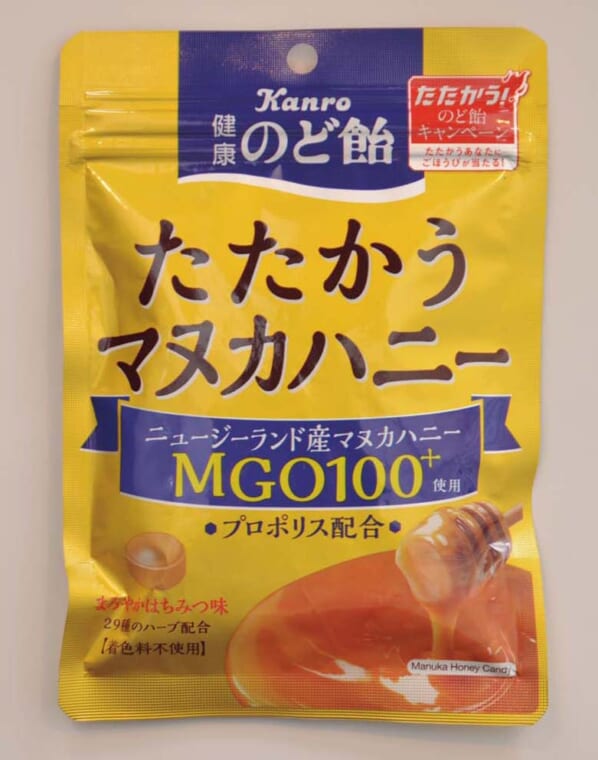 Kanro
健康
のど飴
たたかう!
のど飴
キャンペーン
たたかうあなたに
ごほうびが当たる!
たたかう
マヌカハニー
ニュージーランド産マヌカハニー
MGO100+
使用
プロポリス配合
まろやかはちみつ味
29種のハーブ配合
【着色料不使用】
Manuka Honey Candy